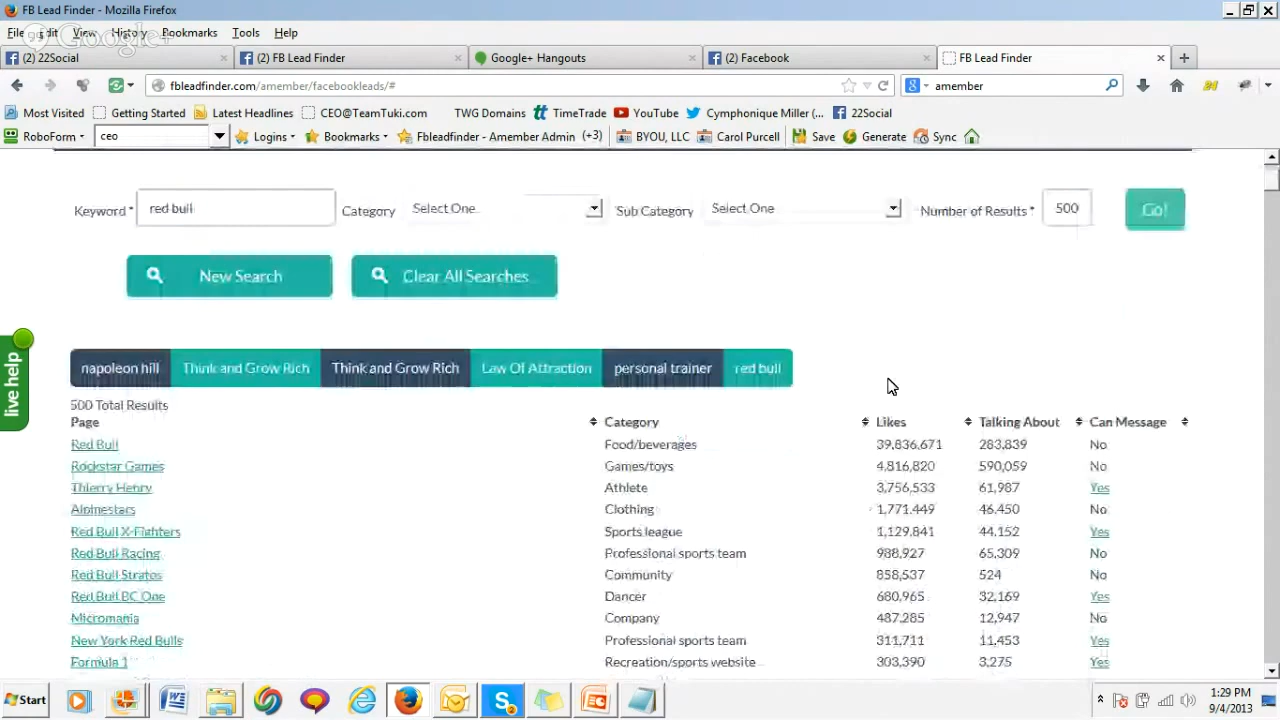 FB Lead Finder - Mozilla Firefox
File Edit View History Bookmarks Tools Help
Google+
(2) 22Social
(2) FB Lead Finder
Google+ Hangouts
(2) Facebook
FB Lead Finder
fbleadfinder.com/amember/facebookleads/#
amember
Most Visited Getting Started Latest Headlines CEO@TeamTuki.com TWG Domains TimeTrade YouTube Cymphonique Miller (... 22Social
RoboForm ceo Logins Bookmarks Fbleadfinder - Amember Admin (+3) BYOU, LLC Carol Purcell Save Generate Sync
Keyword * red bull Category Select One Sub Category Select One Number of Results * 500 Go!
New Search Clear All Searches
live help
napoleon hill Think and Grow Rich Think and Grow Rich Law Of Attraction personal trainer red bull
500 Total Results
Page Category Likes Talking About Can Message
Red Bull Food/beverages 39,836,671 283,839 No
Rockstar Games Games/toys 4,816,820 590,059 No
Thierry Henry Athlete 3,756,533 61,987 Yes
Alpinestars Clothing 1,771,449 46,450 No
Red Bull X-Fighters Sports league 1,129,841 44,152 Yes
Red Bull Racing Professional sports team 988,927 65,309 No
Red Bull Stratos Community 858,537 524 No
Red Bull BC One Dancer 680,965 32,169 Yes
Micromania Company 487,285 12,947 No
New York Red Bulls Professional sports team 311,711 11,453 Yes
Formula 1 Recreation/sports website 303,390 3,275 Yes
Start
1:29 PM
9/4/2013